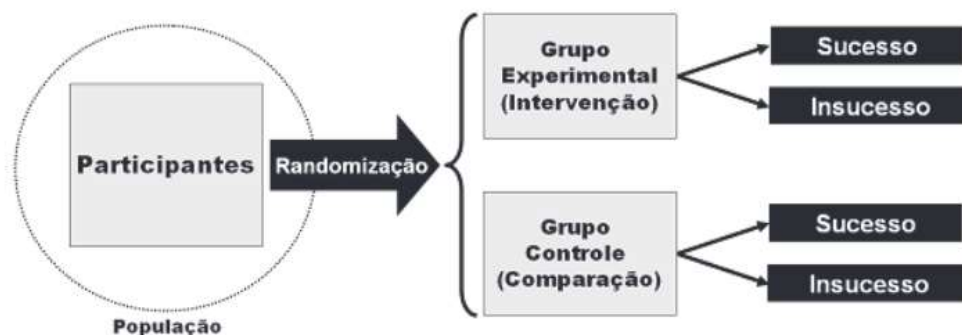 Participantes
População
Randomização
Grupo
Experimental
(Intervenção)
Sucesso
Insucesso
Grupo
Controle
(Comparação)
Sucesso
Insucesso